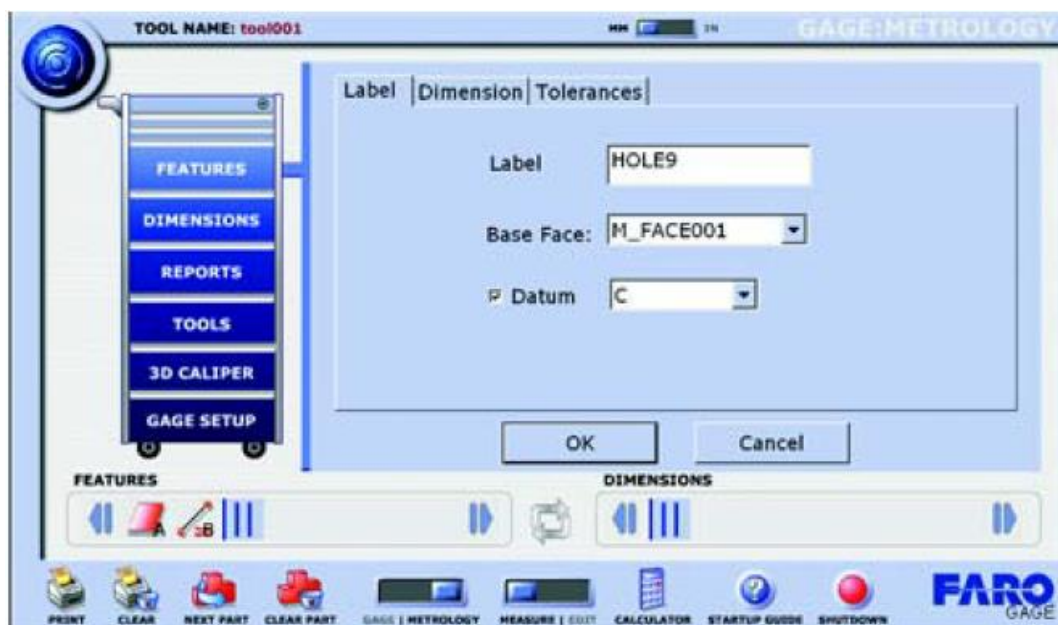 TOOL NAME: tool001
MM IN
GAGE:METROLOGY
Label Dimension Tolerances
FEATURES
DIMENSIONS
REPORTS
TOOLS
3D CALIPER
GAGE SETUP
Label HOLE9
Base Face: M_FACE001
Datum C
OK Cancel
FEATURES DIMENSIONS
A B
PRINT CLEAR NEXT PART CLEAR PART GAGE | METROLOGY MEASURE | EDIT CALCULATOR STARTUP GUIDE SHUTDOWN
FARO
GAGE